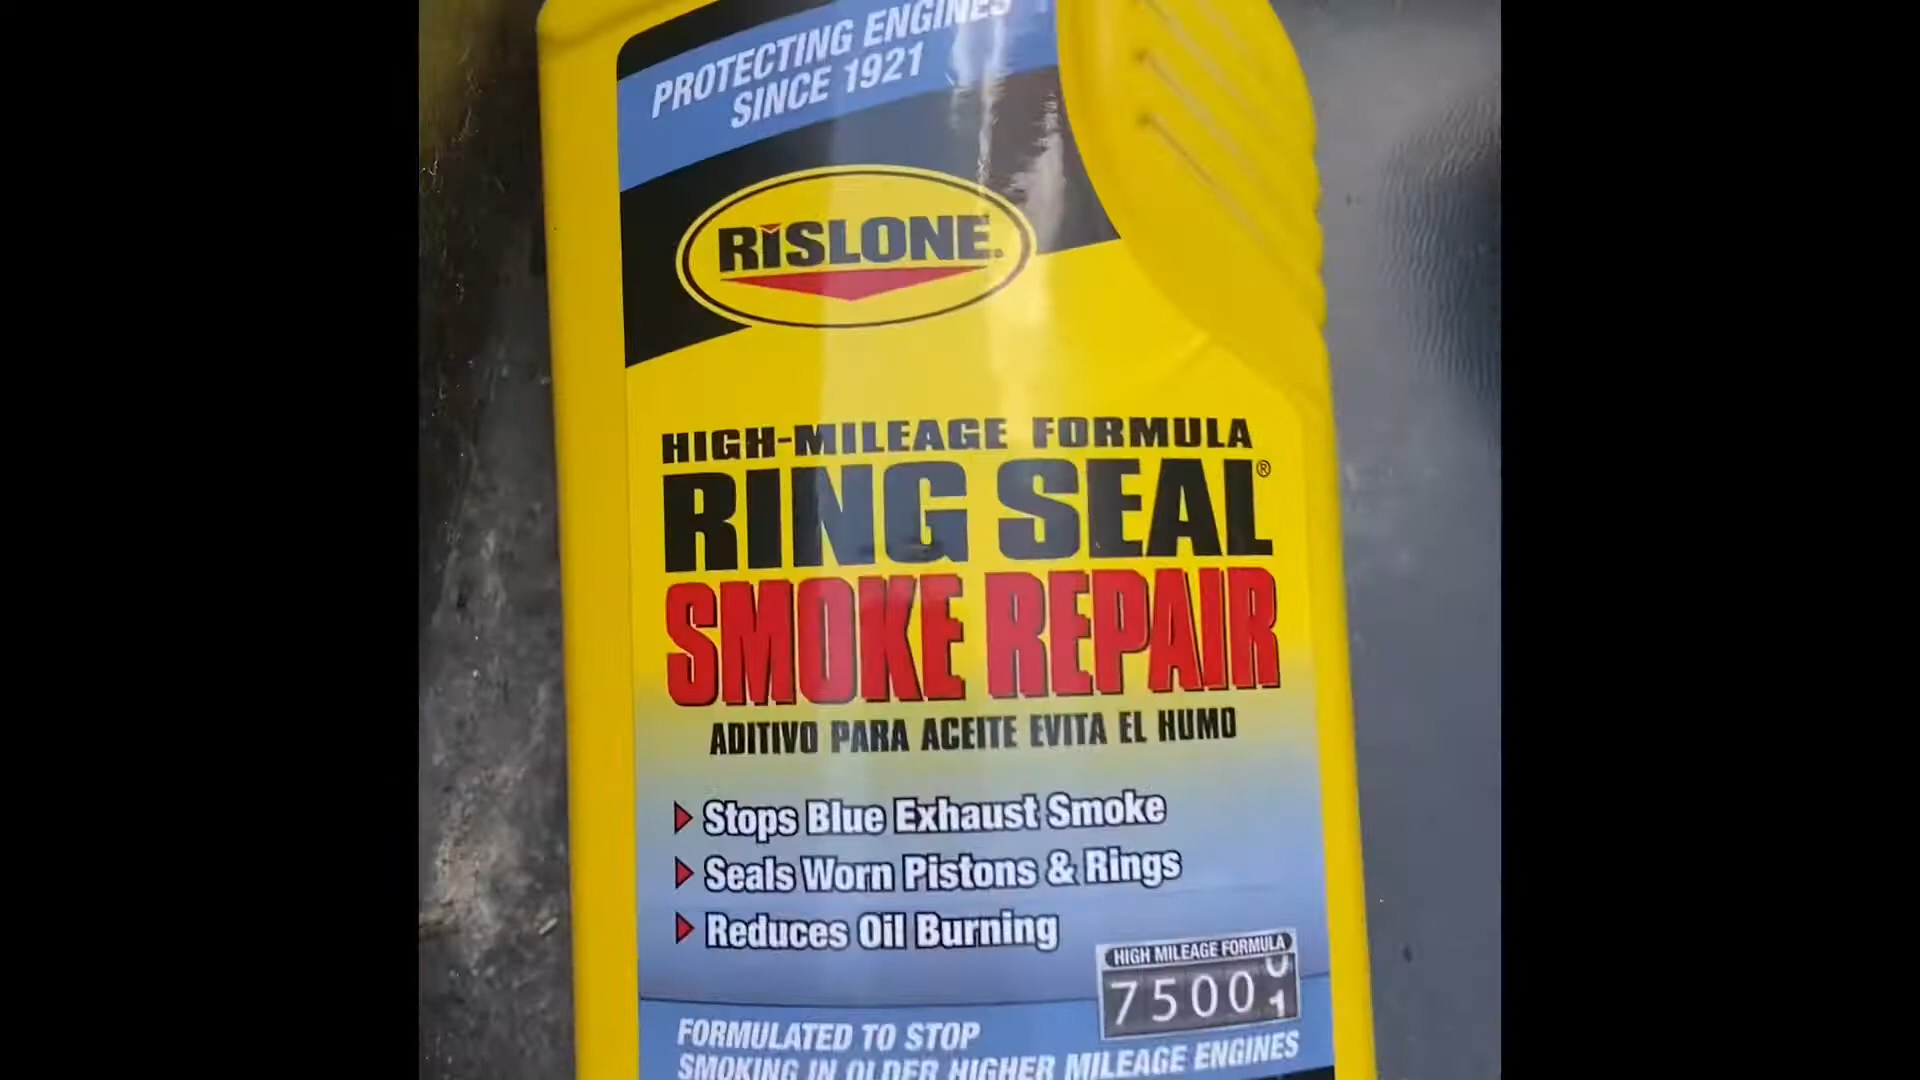 PROTECTING ENGINES
SINCE 1921
RISLONE.
HIGH-MILEAGE FORMULA
RING SEAL®
SMOKE REPAIR
ADITIVO PARA ACEITE EVITA EL HUMO
Stops Blue Exhaust Smoke
Seals Worn Pistons & Rings
Reduces Oil Burning
HIGH MILEAGE FORMULA
7500 0
1
FORMULATED TO STOP
SMOKING IN OLDER HIGHER MILEAGE ENGINES